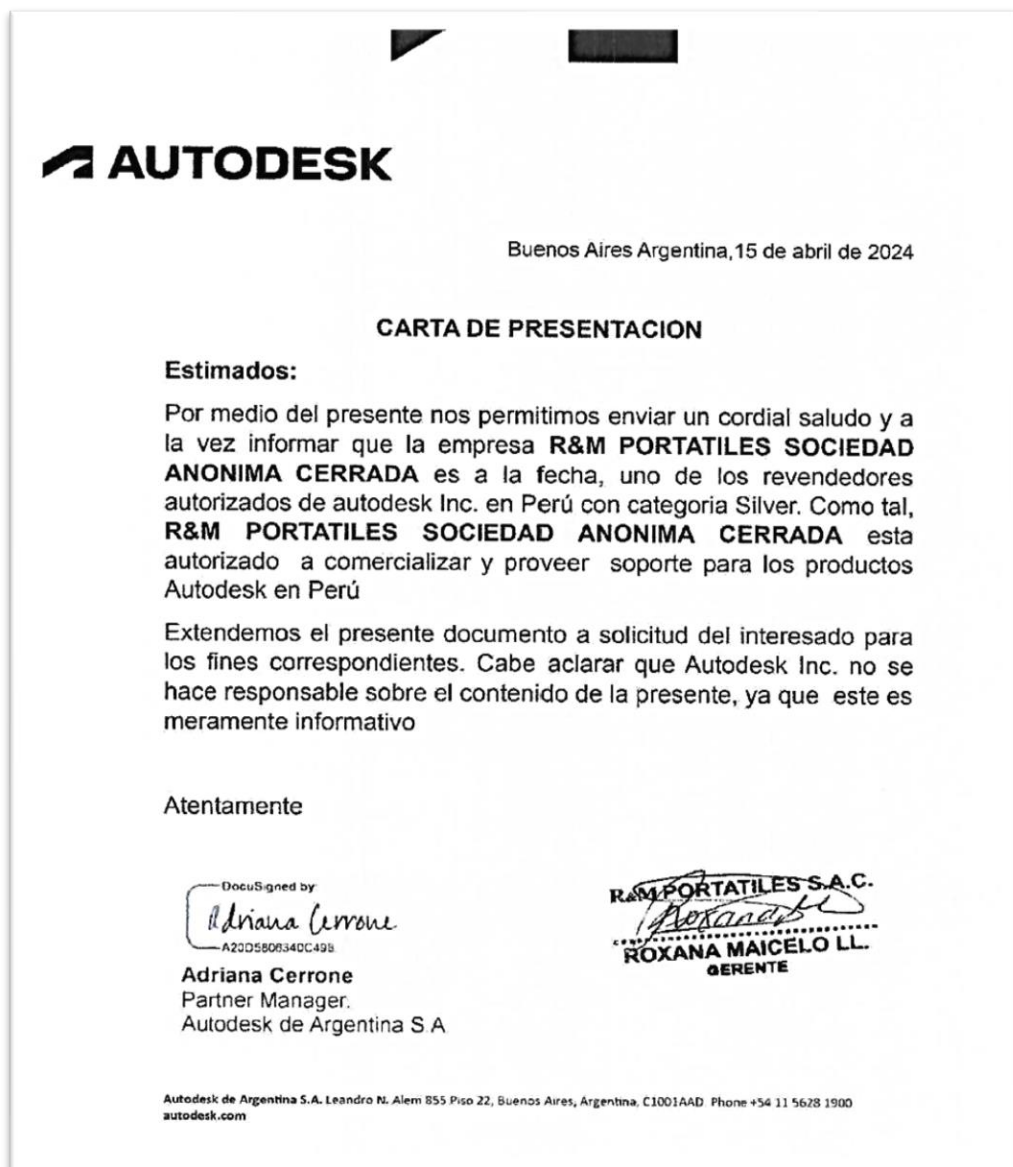 AUTODESK
Buenos Aires Argentina,15 de abril de 2024
CARTA DE PRESENTACION
Estimados:
Por medio del presente nos permitimos enviar un cordial saludo y a
la vez informar que la empresa R&M PORTATILES SOCIEDAD
ANONIMA CERRADA es a la fecha, uno de los revendedores
autorizados de autodesk Inc. en Perú con categoria Silver. Como tal,
R&M PORTATILES SOCIEDAD ANONIMA CERRADA esta
autorizado a comercializar y proveer soporte para los productos
Autodesk en Perú
Extendemos el presente documento a solicitud del interesado para
los fines correspondientes. Cabe aclarar que Autodesk Inc. no se
hace responsable sobre el contenido de la presente, ya que este es
meramente informativo
Atentamente
DocuSigned by
Adriana Cerrone
Adriana Cerrone
Partner Manager.
Autodesk de Argentina S.A
R&M PORTATILES S.A.C.
ROXANA MAICELO LL.
GERENTE
Autodesk de Argentina S.A. Leandro N. Alem 855 Piso 22, Buenos Aires, Argentina, C1001AAD Phone +54 11 5628 1900
autodesk.com